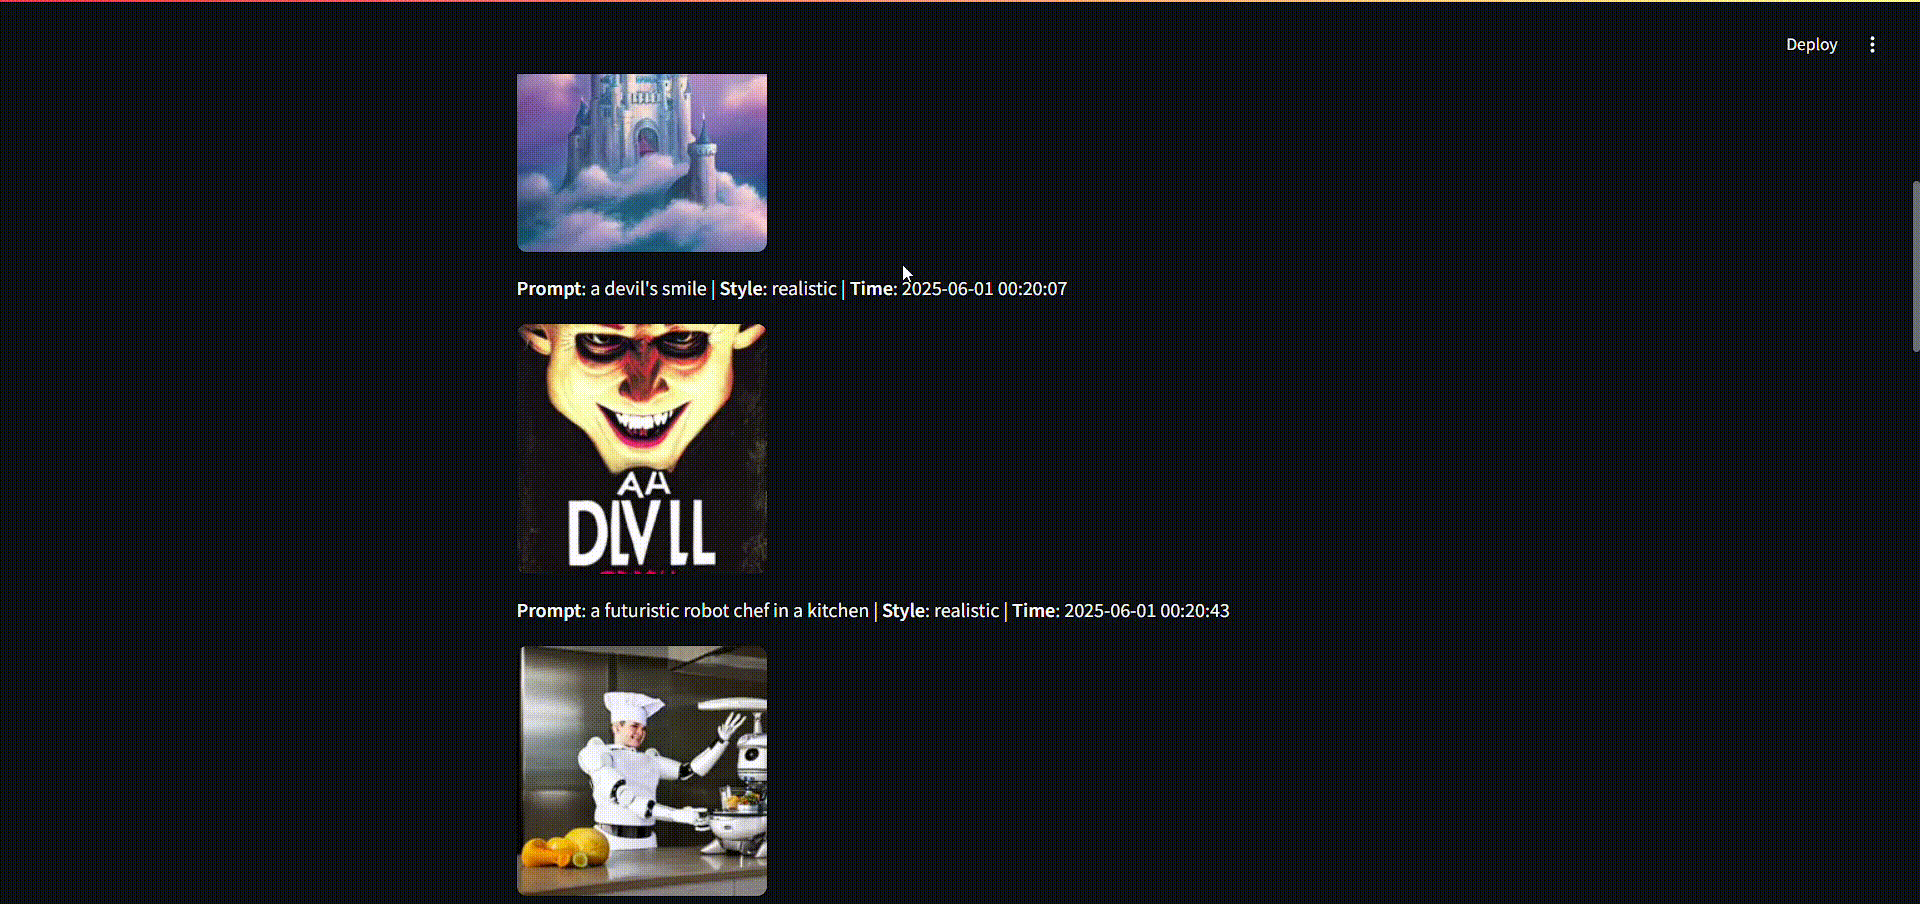 Deploy
Prompt: a devil's smile | Style: realistic | Time: 2025-06-01 00:20:07
AA
DIVLL
Prompt: a futuristic robot chef in a kitchen | Style: realistic | Time: 2025-06-01 00:20:43